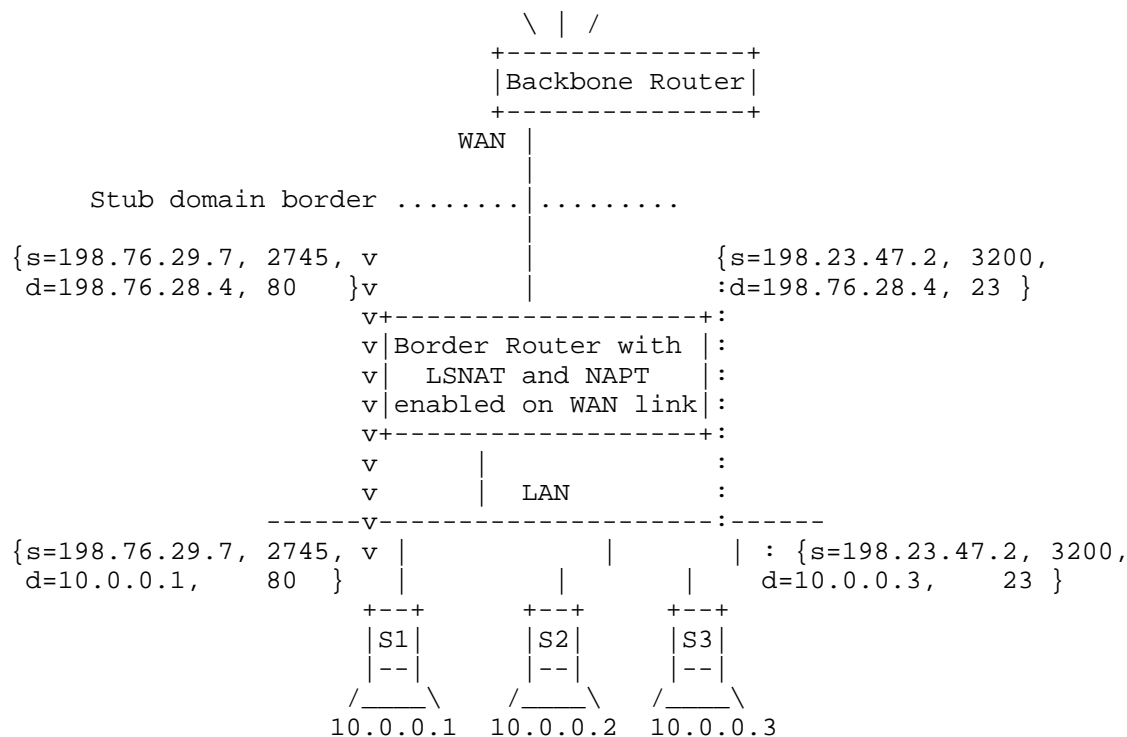 \ | /
+---------------+
|Backbone Router|
+---------------+
WAN |
|
Stub domain border ........|.........
|
{s=198.76.29.7, 2745, v | {s=198.23.47.2, 3200,
d=198.76.28.4, 80 }v | :d=198.76.28.4, 23 }
v+-------------------+:
v|Border Router with |:
v| LSNAT and NAPT |:
v|enabled on WAN link|:
v+-------------------+:
v | :
v | LAN :
------v---------------------:------
{s=198.76.29.7, 2745, v | | | : {s=198.23.47.2, 3200,
d=10.0.0.1, 80 } | | | d=10.0.0.3, 23 }
+--+ +--+ +--+
|S1| |S2| |S3|
|--| |--| |--|
/____\ /____\ /____\
10.0.0.1 10.0.0.2 10.0.0.3